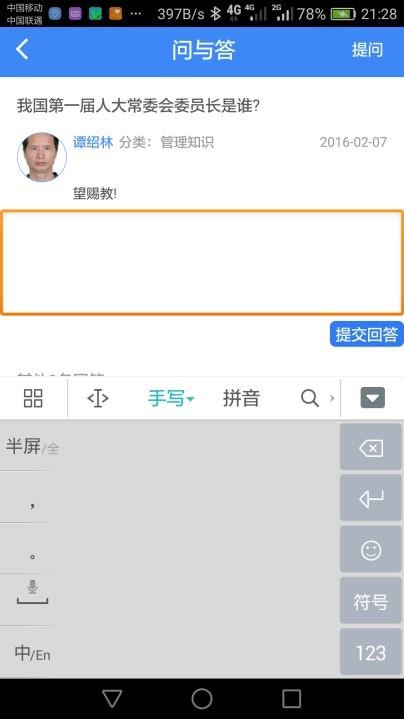 中国移动
中国联通
397B/s 4G 4G 2G 78% 21:28
问与答
提问
我国第一届人大常委会委员长是谁?
谭绍林 分类：管理知识 2016-02-07
望赐教!
提交回答
手写 拼音
半屏/全
，
。
符号
中/En
123